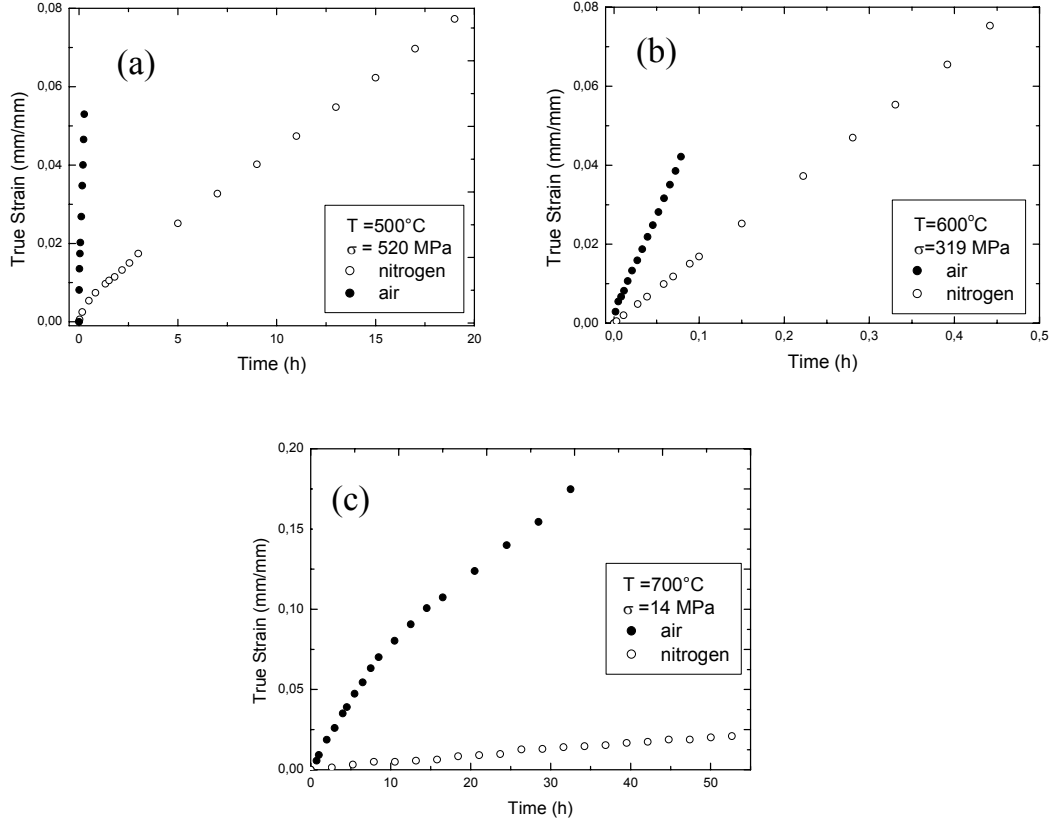 (a)
True Strain (mm/mm)
0,08
0,06
0,04
0,02
0,00
0
5
10
15
20
Time (h)
T =500°C
σ = 520 MPa
nitrogen
air
(b)
True Strain (mm/mm)
0,08
0,06
0,04
0,02
0,00
0,0
0,1
0,2
0,3
0,4
0,5
Time (h)
T=600°C
σ=319 MPa
air
nitrogen
(c)
True Strain (mm/mm)
0,20
0,15
0,10
0,05
0,00
0
10
20
30
40
50
Time (h)
T =700°C
σ =14 MPa
air
nitrogen